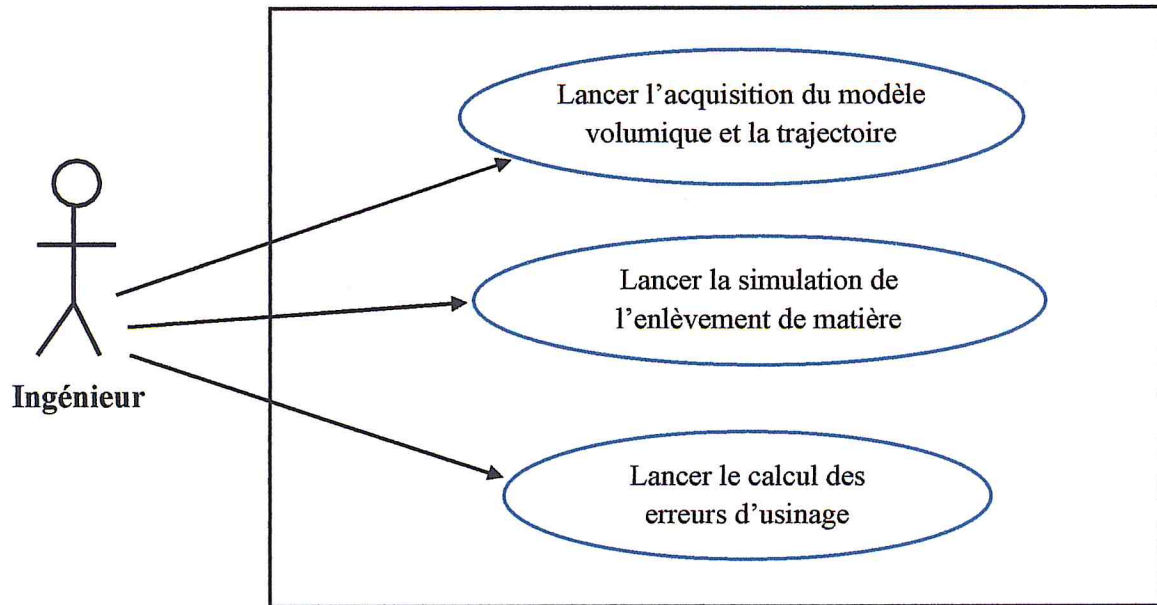 Lancer l'acquisition du modèle
volumique et la trajectoire
Lancer la simulation de
l'enlèvement de matière
Ingénieur
Lancer le calcul des
erreurs d'usinage